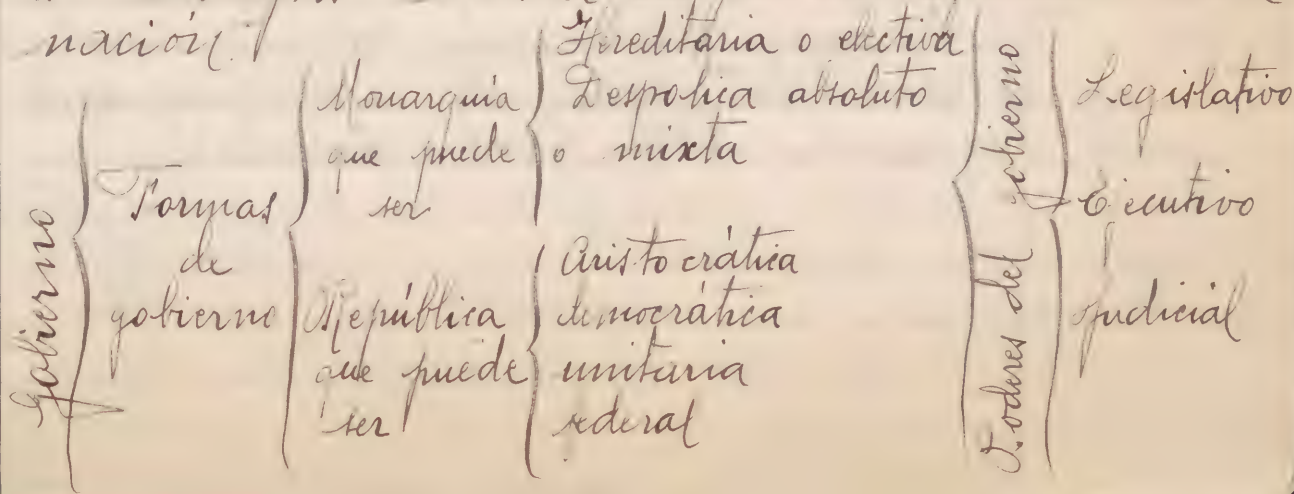 nación.
Gobierno
Formas
de
gobierno
Monarquía
que puede
ser
Hereditaria o electiva
Despotica absoluto
o mixta
República
que puede
ser
Aristocrática
democrática
unitaria
federal
Poderes del gobierno
Legislativo
Ejecutivo
Judicial